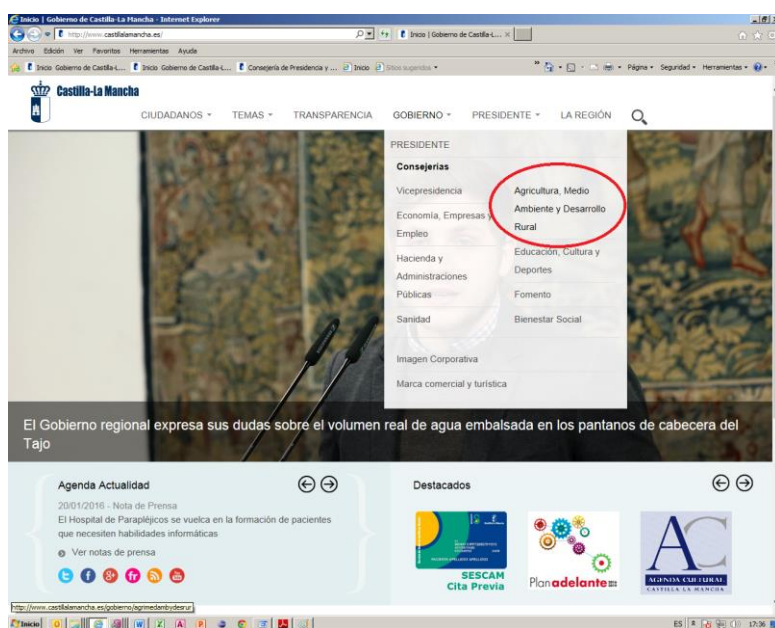 Inicio | Gobierno de Castilla-La Mancha - Internet Explorer
http://www.castillalamancha.es/
Inicio | Gobierno de Castilla-L...
Archivo Edición Ver Favoritos Herramientas Ayuda
Inicio Gobierno de Castilla-L... Inicio Gobierno de Castilla-L... Consejería de Presidencia y ... Inicio Sitios sugeridos
Página Seguridad Herramientas
Castilla-La Mancha
CIUDADANOS TEMAS TRANSPARENCIA GOBIERNO PRESIDENTE LA REGIÓN
PRESIDENTE
Consejerías
Vicepresidencia
Economía, Empresas y
Empleo
Hacienda y
Administraciones
Públicas
Sanidad
Agricultura, Medio
Ambiente y Desarrollo
Rural
Educación, Cultura y
Deportes
Fomento
Bienestar Social
Imagen Corporativa
Marca comercial y turística
El Gobierno regional expresa sus dudas sobre el volumen real de agua embalsada en los pantanos de cabecera del
Tajo
Agenda Actualidad
20/01/2016 - Nota de Prensa
El Hospital de Parapléjicos se vuelca en la formación de pacientes
que necesiten habilidades informáticas
Ver notas de prensa
Destacados
SESCAM
Cita Previa
Plan adelante
AC
AGENDA CULTURAL
CASTILLA LA MANCHA
http://www.castillalamancha.es/gobierno/agrimedambydesrur
Inicio
ES
17:36